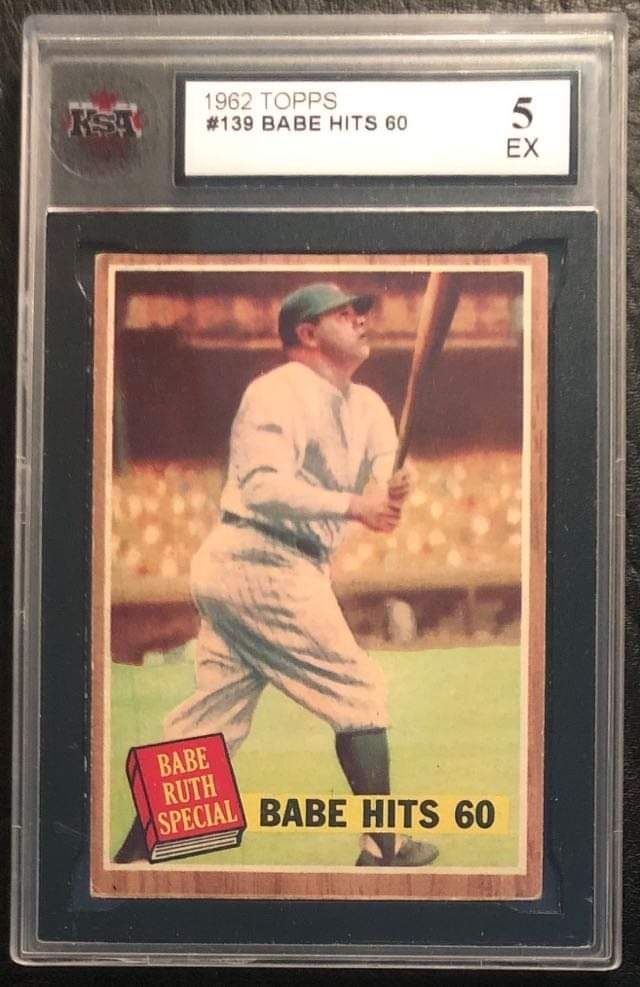 KSA
1962 TOPPS
#139 BABE HITS 60
5
EX
BABE
RUTH
SPECIAL
BABE HITS 60